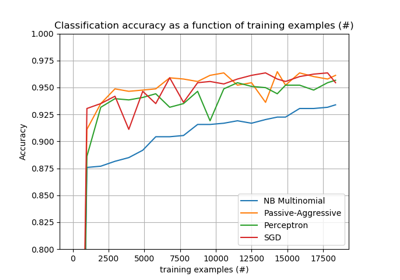 Classification accuracy as a function of training examples (#)
1.000
0.975
0.950
0.925
0.900
0.875
0.850
0.825
0.800
Accuracy
NB Multinomial
Passive-Aggressive
Perceptron
SGD
0 2500 5000 7500 10000 12500 15000 17500
training examples (#)